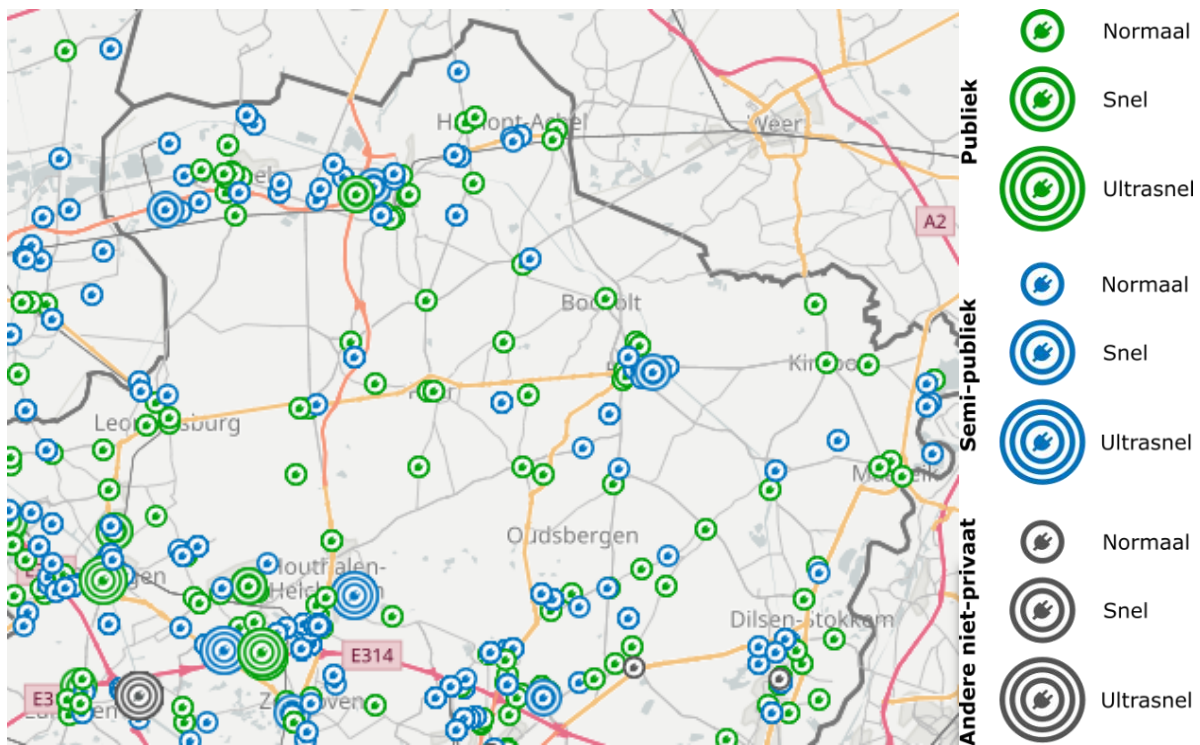 Hamont-Achel
Weer
A2
Bocholt
Leopoldsburg
Oudsbergen
Houthalen-
Helchteren
Dilsen-Stokkem
E314
Publiek
Normaal
Snel
Ultrasnel
Semi-publiek
Normaal
Snel
Ultrasnel
Andere niet-privaat
Normaal
Snel
Ultrasnel